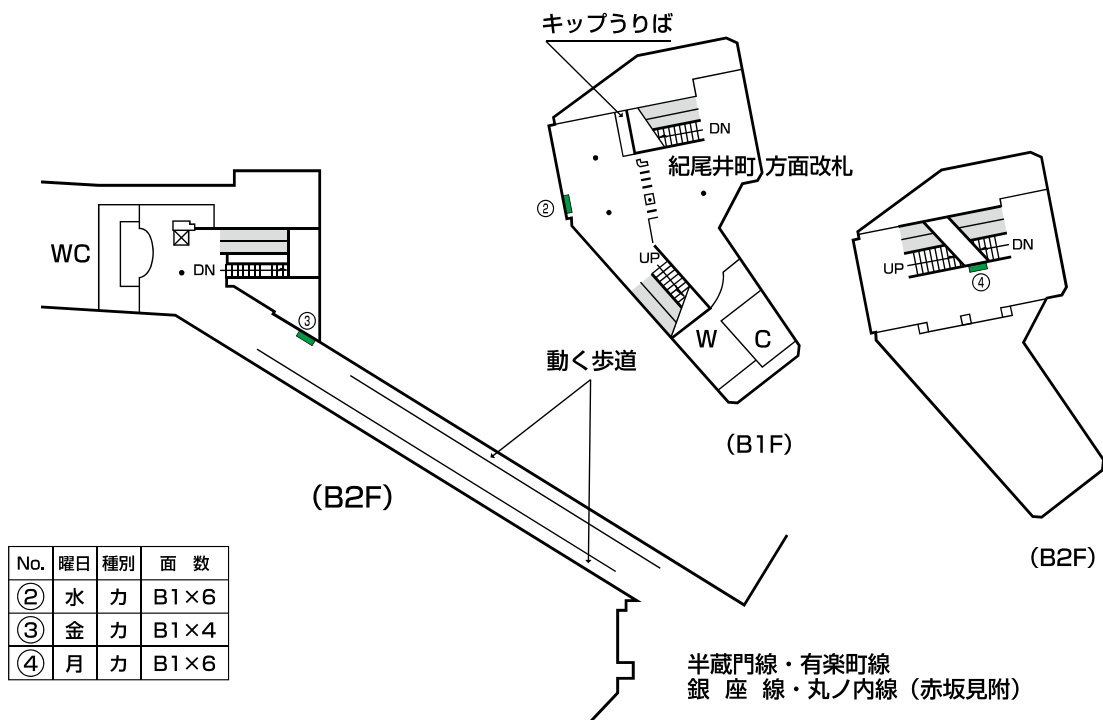 キップうりば
DN
紀尾井町 方面改札
②
UP
W C
(B1F)
WC
DN
③
動く歩道
(B2F)
UP
DN
④
(B2F)
No. 曜日 種別 面 数
② 水 カ B1×6
③ 金 カ B1×4
④ 月 カ B1×6
半蔵門線・有楽町線
銀 座 線・丸ノ内線（赤坂見附）